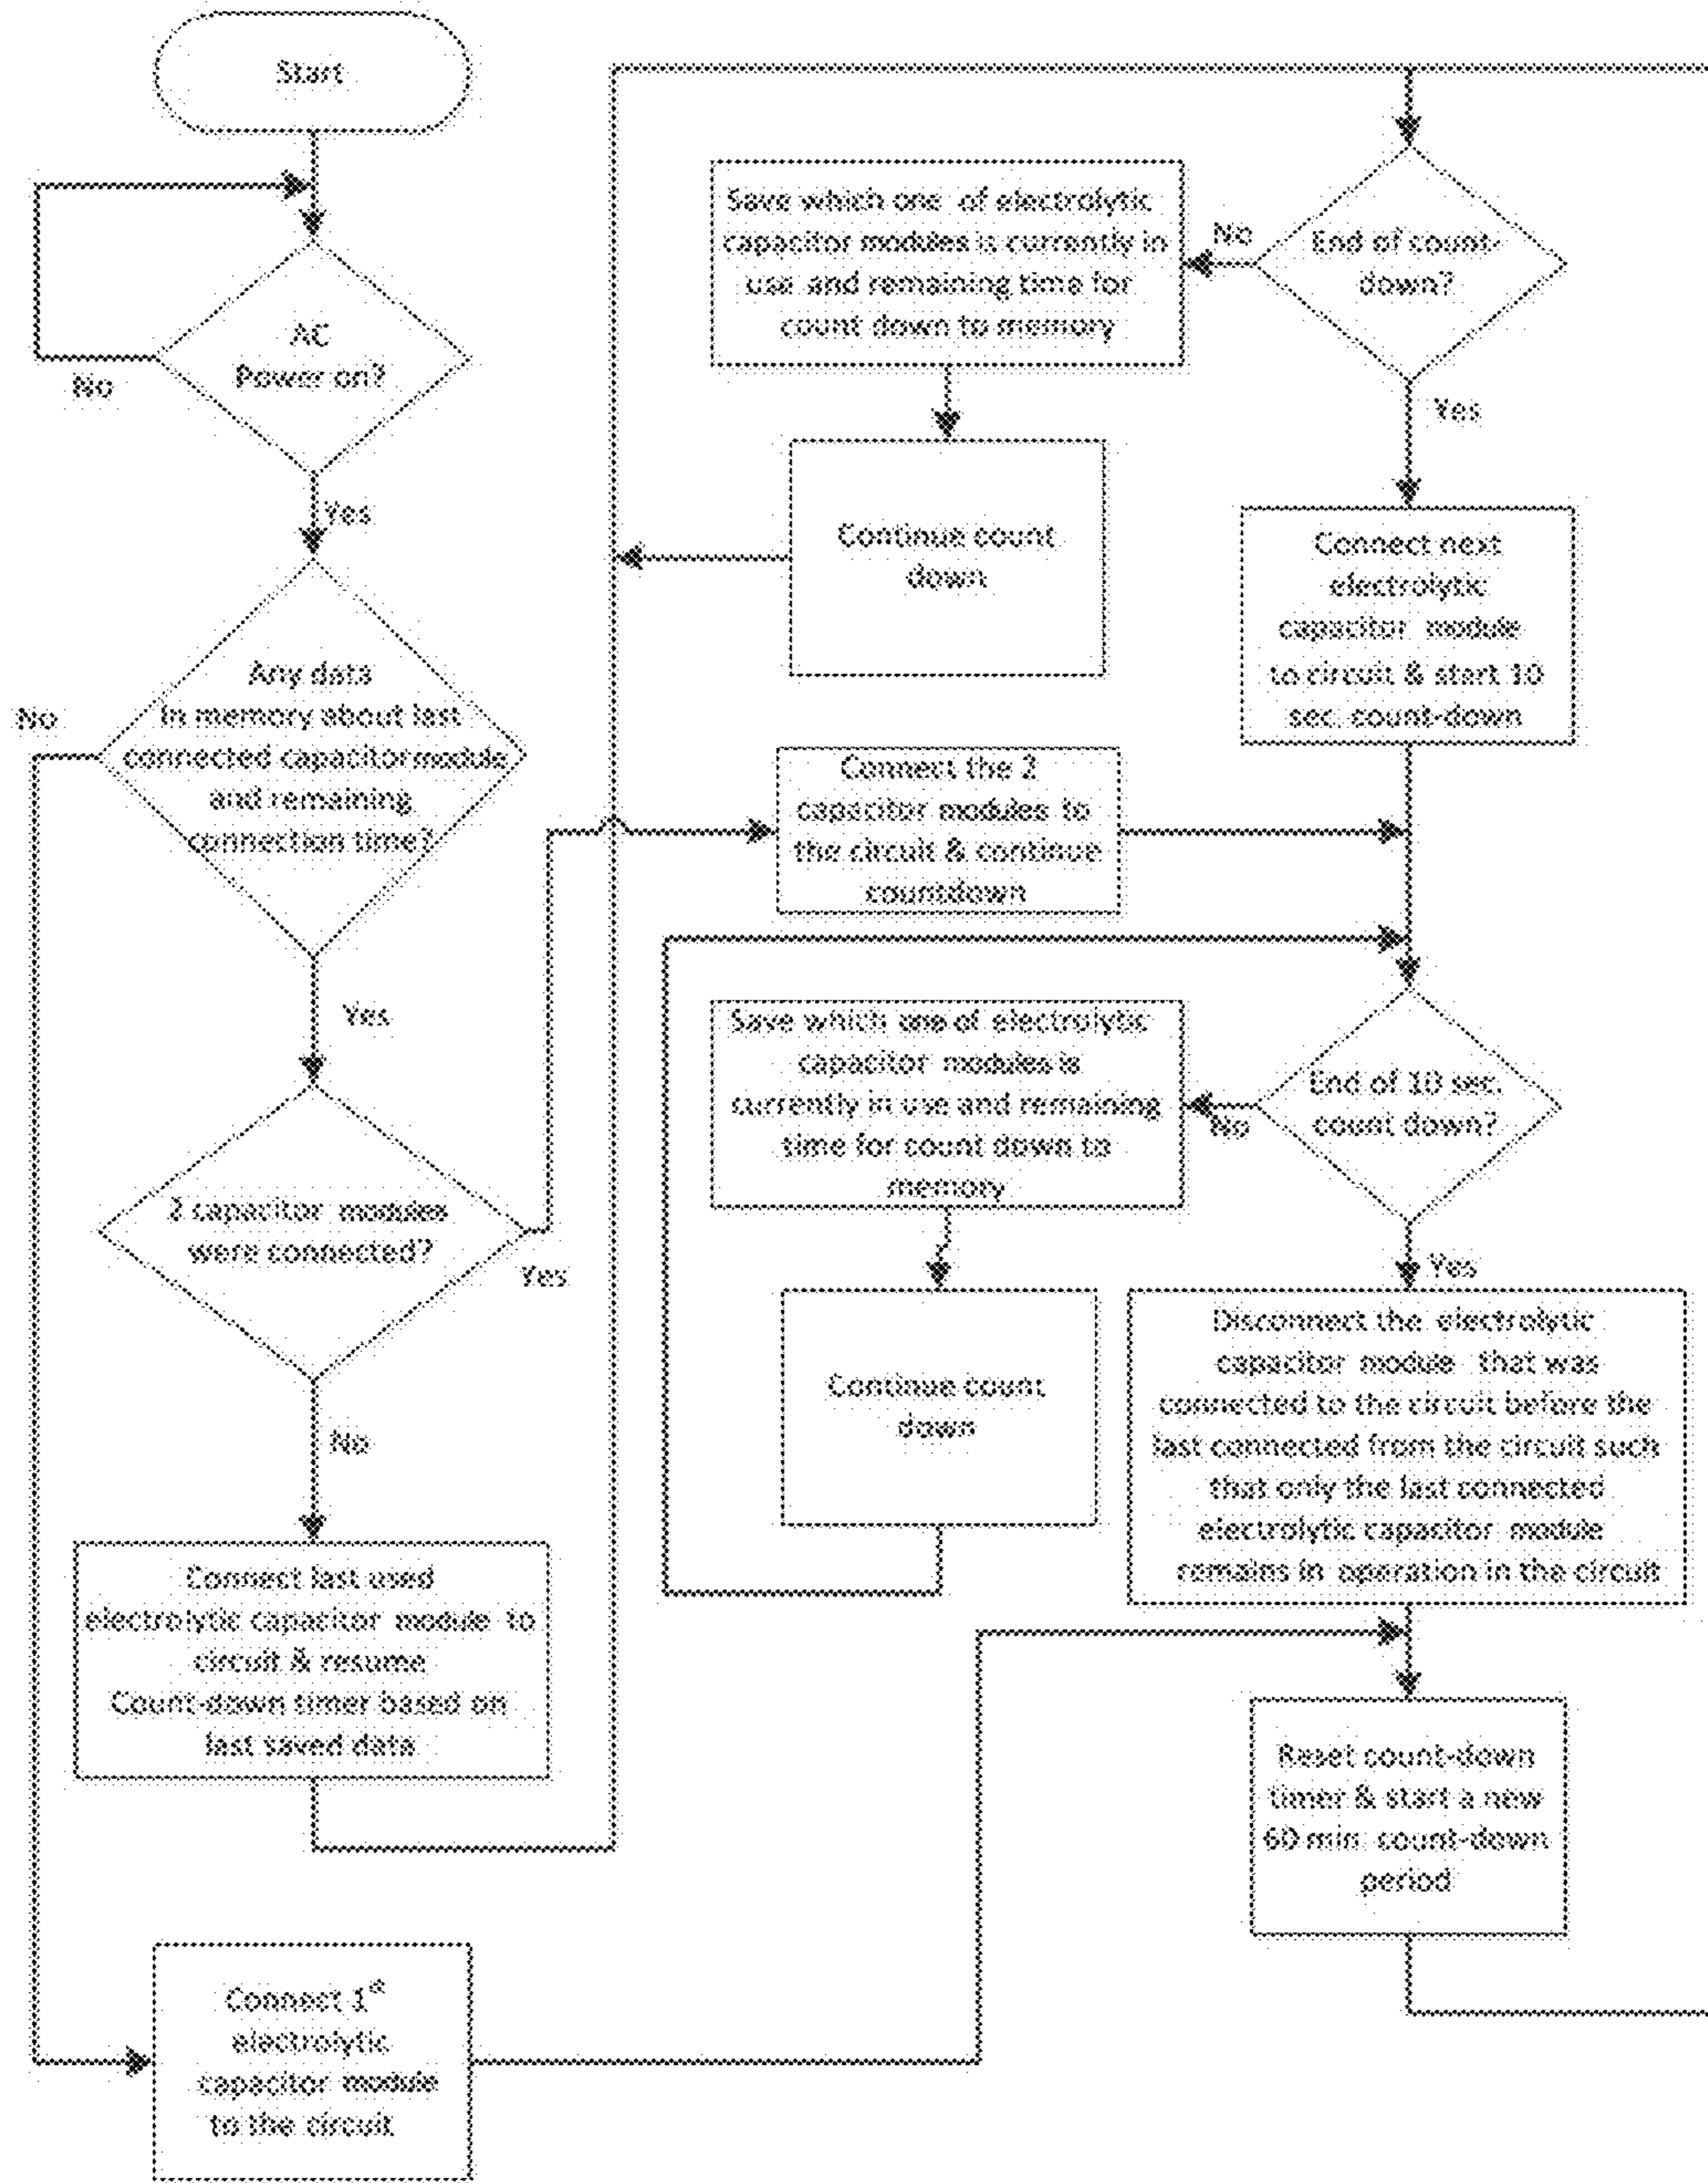 Start
AC
Power on?
No
Yes
Any data
In memory about last
connected capacitor module
and remaining
connection time?
No
Yes
2 capacitor modules
were connected?
Yes
No
Connect last used
electrolytic capacitor module to
circuit & resume
Count-down timer based on
last saved data
Connect 1st
electrolytic
capacitor module
to the circuit
Save which one of electrolytic
capacitor modules is currently in
use and remaining time for
count down to memory
No
End of count-
down?
Yes
Continue count
down
Connect next
electrolytic
capacitor module
to circuit & start 10
sec. count-down
Connect the 2
capacitor modules to
the circuit & continue
countdown
Save which one of electrolytic
capacitor modules is
currently in use and remaining
time for count down to
memory
No
End of 10 sec.
count down?
Yes
Continue count
down
Disconnect the electrolytic
capacitor module that was
connected to the circuit before the
last connected from the circuit such
that only the last connected
electrolytic capacitor module
remains in operation in the circuit
Reset count-down
timer & start a new
60 min count-down
period